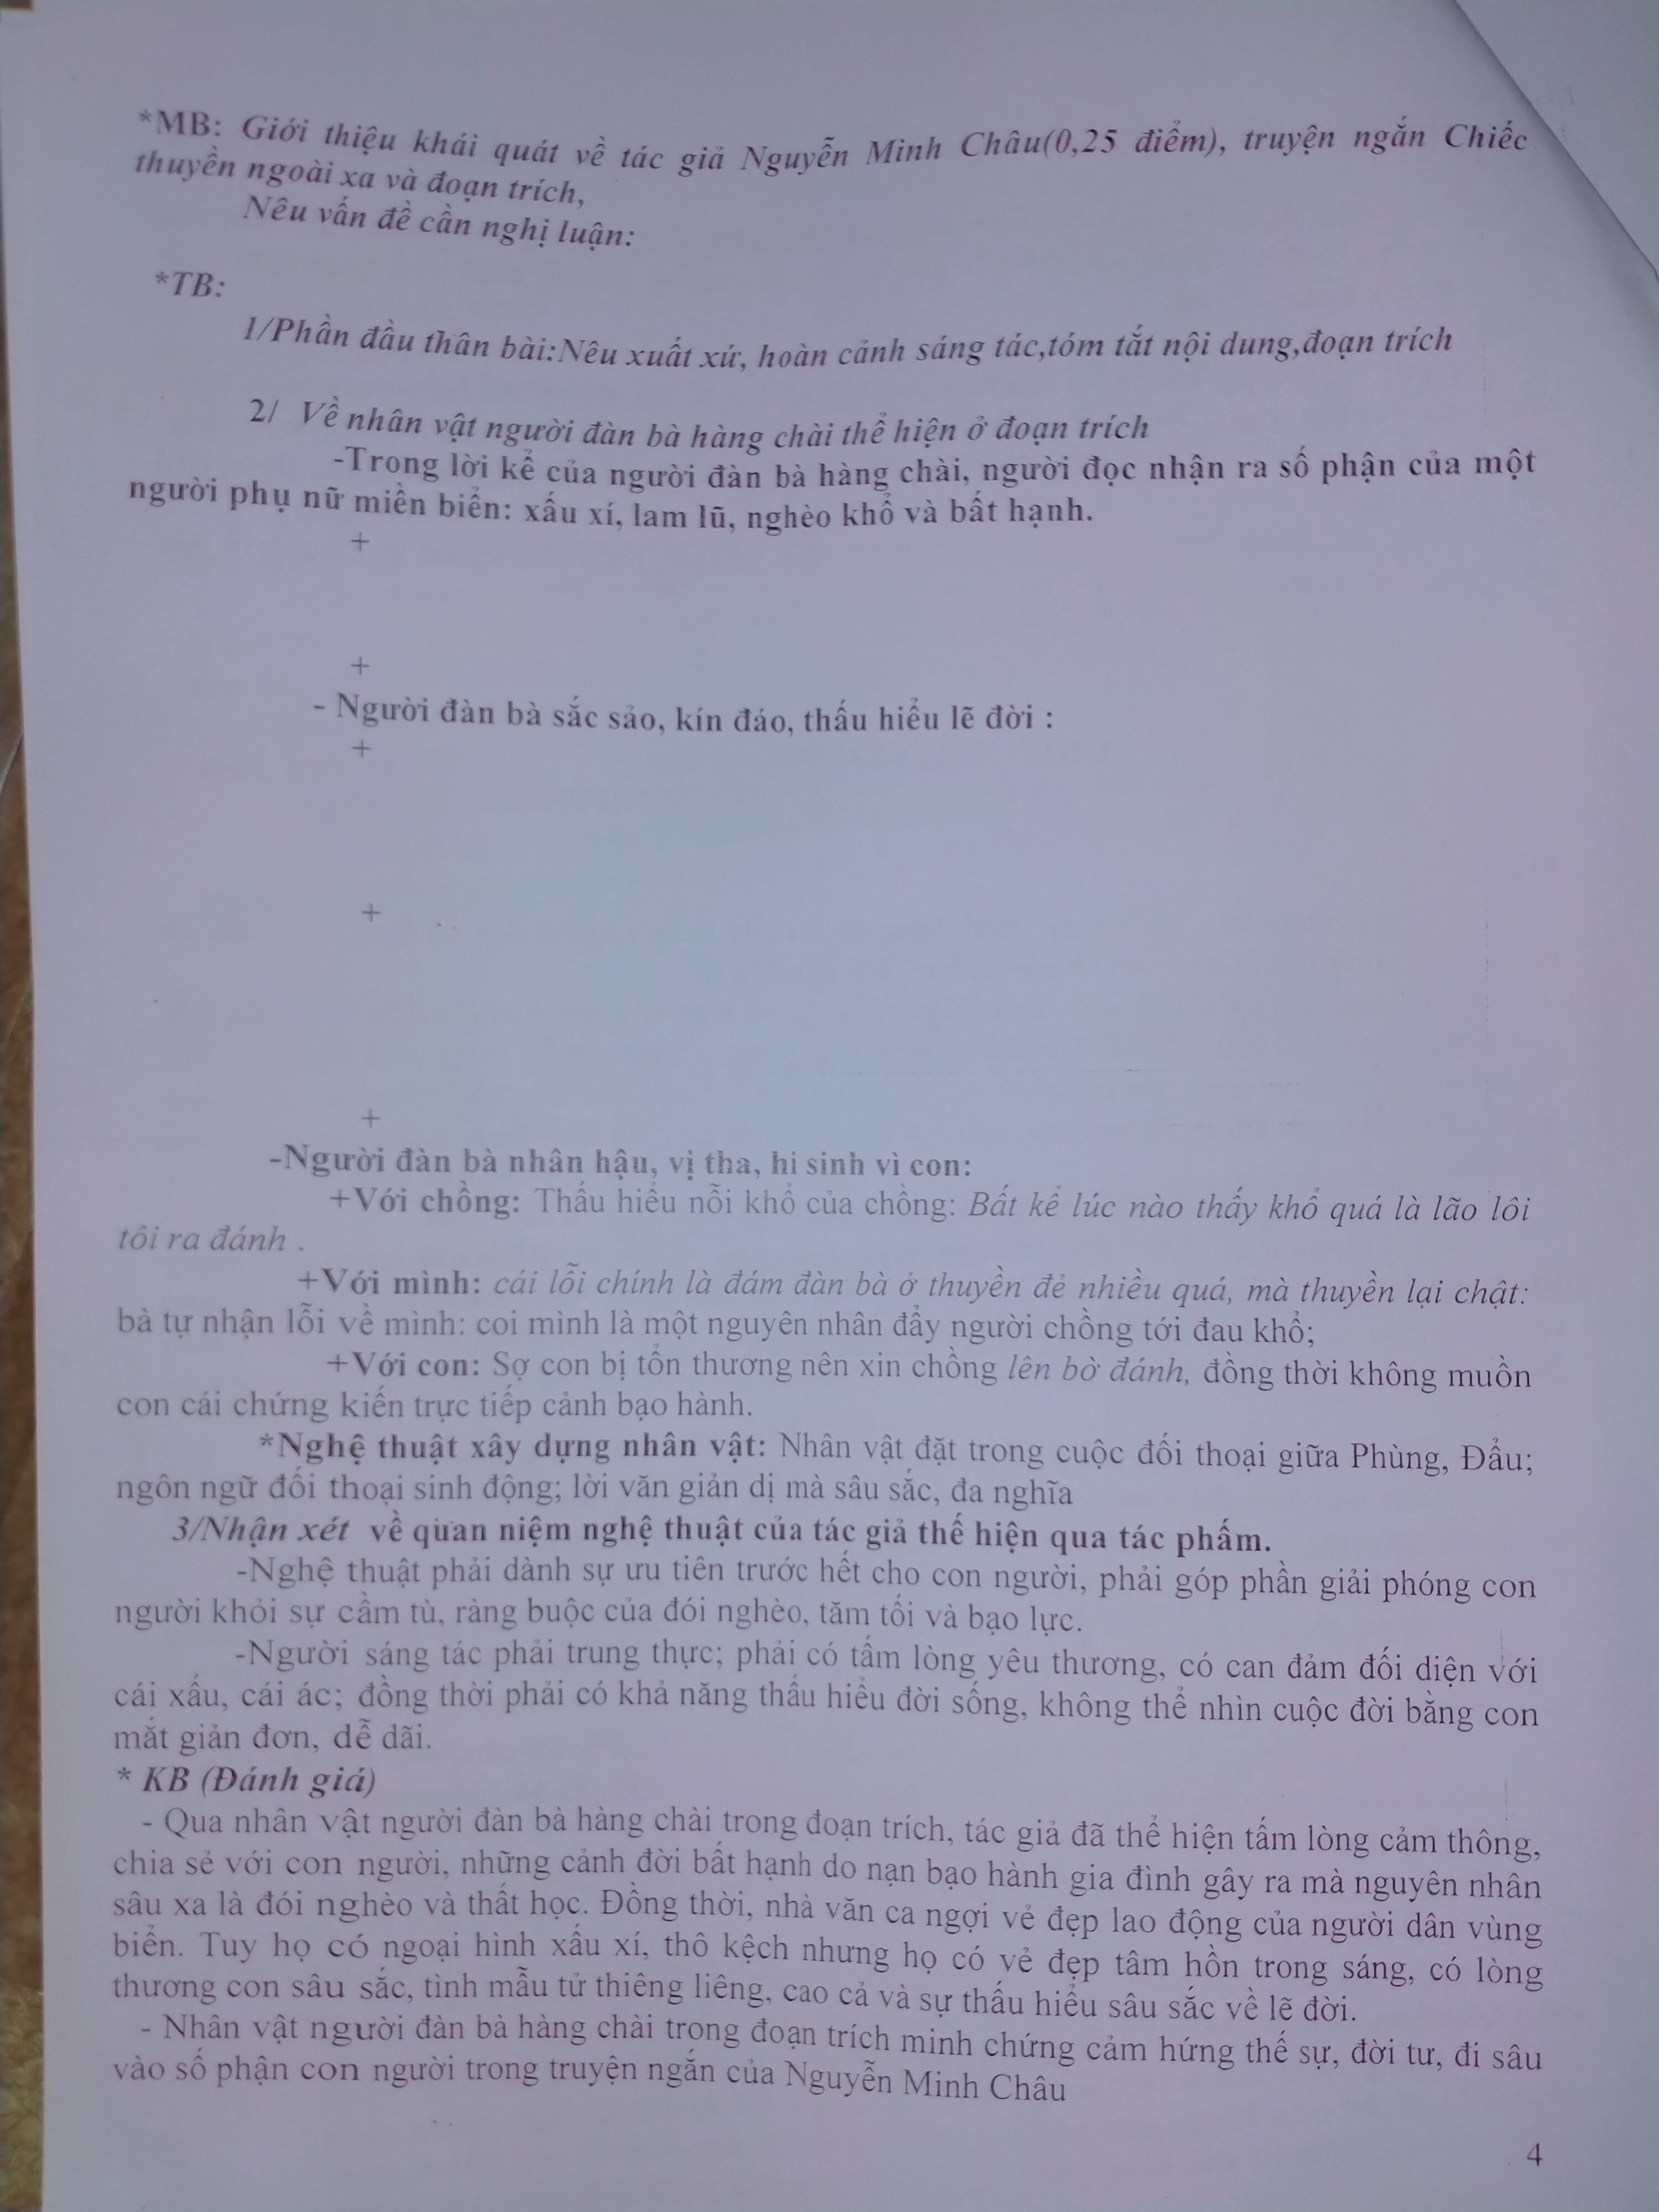 *MB: Giới thiệu khái quát về tác giả Nguyễn Minh Châu(0,25 điểm), truyện ngắn Chiếc
thuyền ngoài xa và đoạn trích,
Nêu vấn đề cần nghị luận:
*TB:
1/Phần đầu thân bài:Nêu xuất xứ, hoàn cảnh sáng tác,tóm tắt nội dung,đoạn trích
2/ Về nhân vật người đàn bà hàng chài thể hiện ở đoạn trích
-Trong lời kể của người đàn bà hàng chài, người đọc nhận ra số phận của một
người phụ nữ miền biển: xấu xí, lam lũ, nghèo khổ và bất hạnh.
+
+
- Người đàn bà sắc sảo, kín đáo, thấu hiểu lẽ đời :
+
+
+
-Người đàn bà nhân hậu, vị tha, hi sinh vì con:
+Với chồng: Thấu hiểu nỗi khổ của chồng: Bất kể lúc nào thấy khổ quá là lão lôi
tôi ra đánh .
+Với mình: cái lỗi chính là đám đàn bà ở thuyền đẻ nhiều quá, mà thuyền lại chật:
bà tự nhận lỗi về mình: coi mình là một nguyên nhân đẩy người chồng tới đau khổ;
+Với con: Sợ con bị tổn thương nên xin chồng lên bờ đánh, đồng thời không muồn
con cái chứng kiến trực tiếp cảnh bạo hành.
*Nghệ thuật xây dựng nhân vật: Nhân vật đặt trong cuộc đối thoại giữa Phùng, Đẩu;
ngôn ngữ đối thoại sinh động; lời văn giản dị mà sâu sắc, đa nghĩa
3/Nhận xét về quan niệm nghệ thuật của tác giả thể hiện qua tác phẩm.
-Nghệ thuật phải dành sự ưu tiên trước hết cho con người, phải góp phần giải phóng con
người khỏi sự cầm tù, ràng buộc của đói nghèo, tăm tối và bạo lực.
-Người sáng tác phải trung thực; phải có tấm lòng yêu thương, có can đảm đối diện với
cái xấu, cái ác; đồng thời phải có khả năng thấu hiểu đời sống, không thể nhìn cuộc đời bằng con
mắt giản đơn, dễ dãi.
* KB (Đánh giá)
- Qua nhân vật người đàn bà hàng chài trong đoạn trích, tác giả đã thể hiện tấm lòng cảm thông,
chia sẻ với con người, những cảnh đời bất hạnh do nạn bạo hành gia đình gây ra mà nguyên nhân
sâu xa là đói nghèo và thất học. Đồng thời, nhà văn ca ngợi vẻ đẹp lao động của người dân vùng
biển. Tuy họ có ngoại hình xấu xí, thô kệch nhưng họ có vẻ đẹp tâm hồn trong sáng, có lòng
thương con sâu sắc, tình mẫu tử thiêng liêng, cao cả và sự thấu hiểu sâu sắc về lẽ đời.
- Nhân vật người đàn bà hàng chài trong đoạn trích minh chứng cảm hứng thế sự, đời tư, đi sâu
vào số phận con người trong truyện ngắn của Nguyễn Minh Châu
4